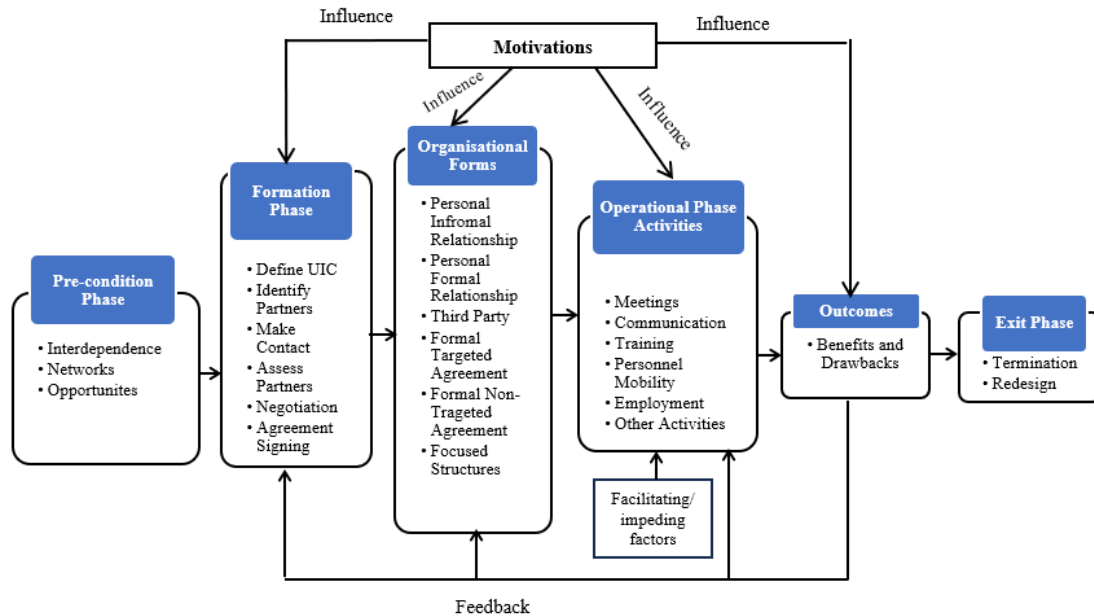 Influence
Influence
Motivations
Influence
Influence
Pre-condition
Phase
• Interdependence
• Networks
• Opportunites
Formation
Phase
• Define UIC
• Identify
Partners
• Make
Contact
• Assess
Partners
• Negotiation
• Agreement
Signing
Organisational
Forms
• Personal
Infromal
Relationship
• Personal
Formal
Relationship
• Third Party
• Formal
Targeted
Agreement
• Formal Non-
Trageted
Agreement
• Focused
Structures
Operational Phase
Activities
• Meetings
• Communication
• Training
• Personnel
Mobility
• Employment
• Other Activities
Facilitating/
impeding
factors
Outcomes
• Benefits and
Drawbacks
Exit Phase
• Termination
• Redesign
Feedback